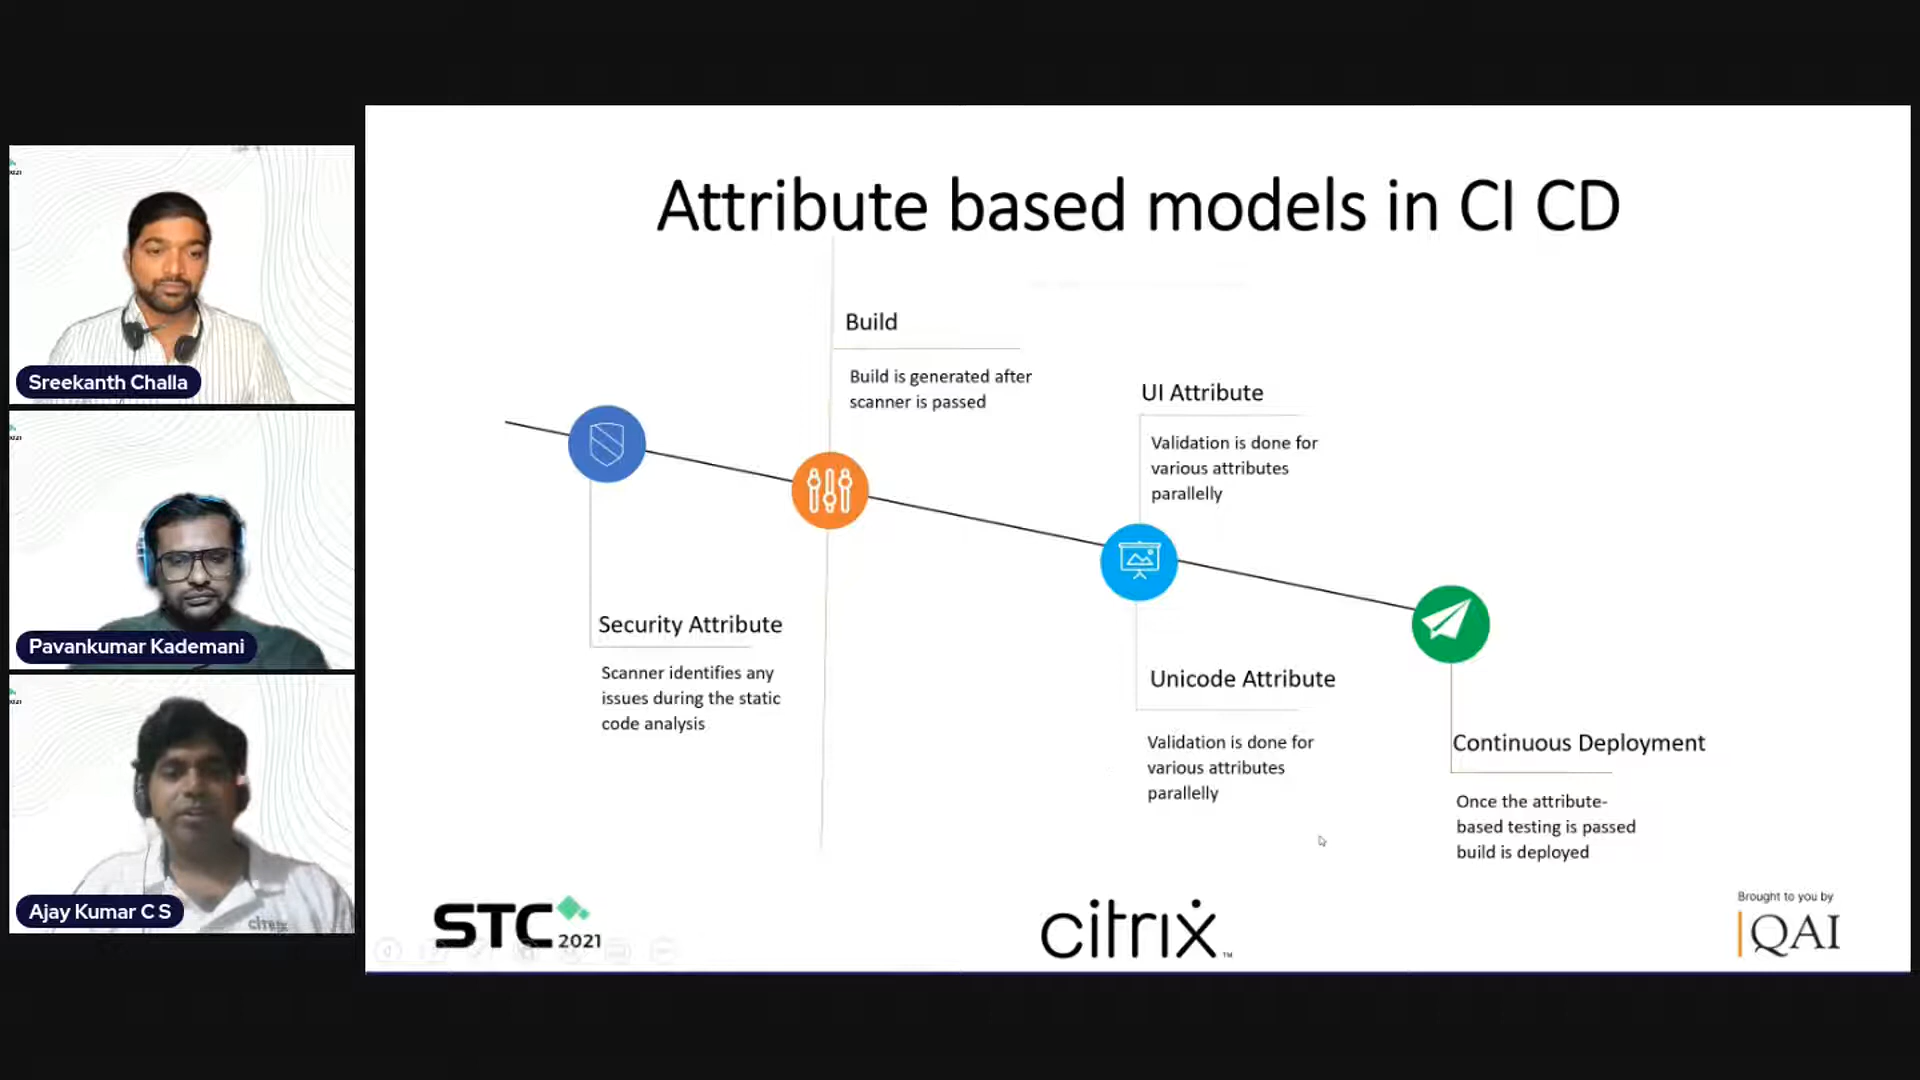 Sreekanth Challa
Pavankumar Kademani
Ajay Kumar C S
citrix
Attribute based models in CI CD
Build
Build is generated after
scanner is passed
UI Attribute
Validation is done for
various attributes
parallelly
Security Attribute
Scanner identifies any
issues during the static
code analysis
Unicode Attribute
Validation is done for
various attributes
parallelly
Continuous Deployment
Once the attribute-
based testing is passed
build is deployed
STC 2021
citrix™
Brought to you by
QAI